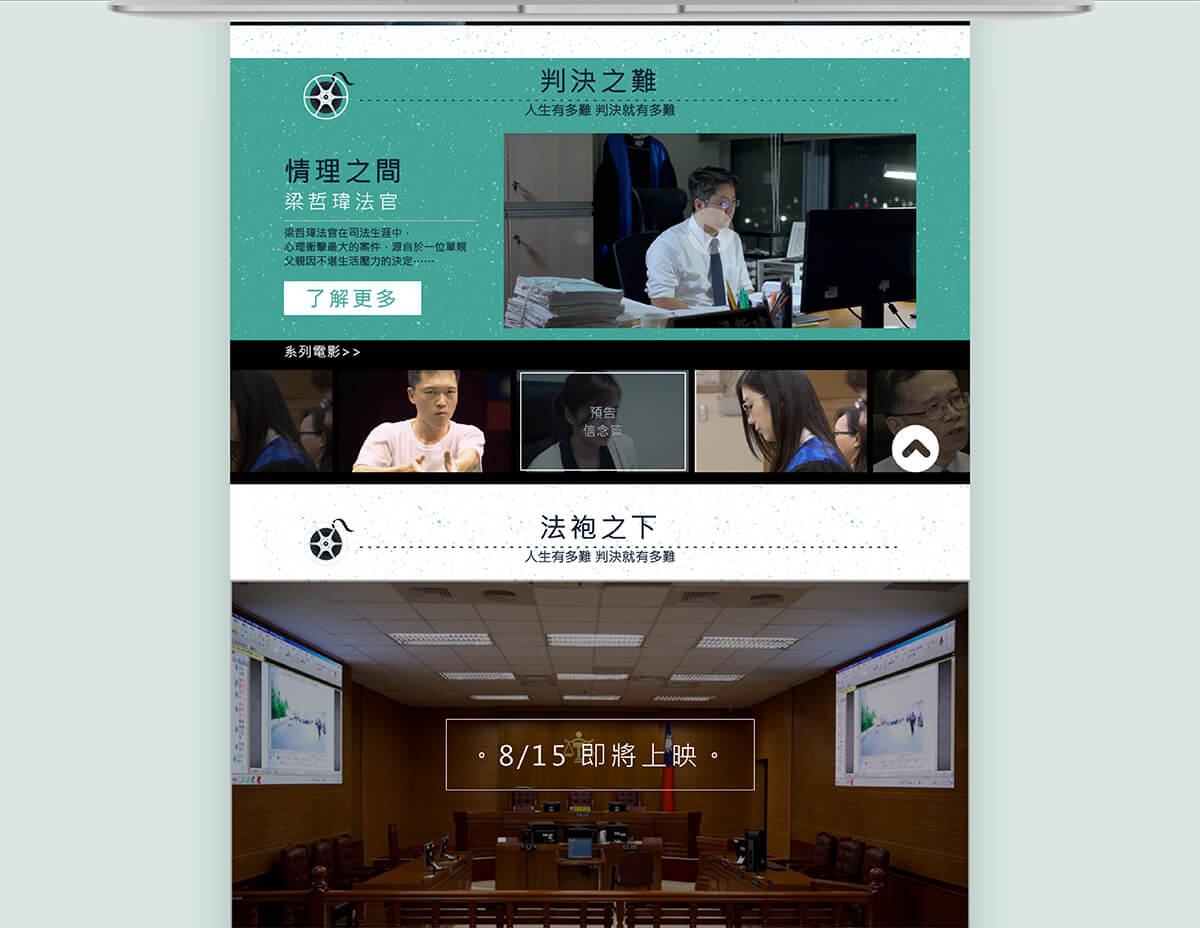 判決之難
人生有多難 判決就有多難
情理之間
梁哲瑋法官
梁哲瑋法官在司法生涯中，
心理衝擊最大的案件，源自於一位單親
父親因不堪生活壓力的決定……
了解更多
系列電影>>
預告
信念篇
法袍之下
人生有多難 判決就有多難
。8/15 即將上映。